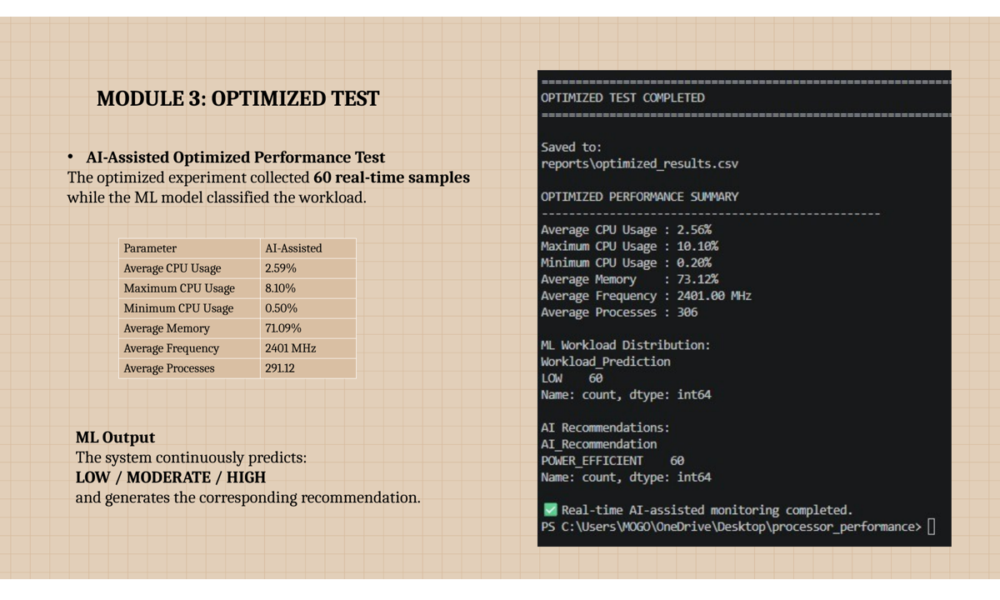 MODULE 3: OPTIMIZED TEST
• AI-Assisted Optimized Performance Test
The optimized experiment collected 60 real-time samples
while the ML model classified the workload.
Parameter AI-Assisted
Average CPU Usage 2.59%
Maximum CPU Usage 8.10%
Minimum CPU Usage 0.50%
Average Memory 71.09%
Average Frequency 2401 MHz
Average Processes 291.12
ML Output
The system continuously predicts:
LOW / MODERATE / HIGH
and generates the corresponding recommendation.
==============================================================
OPTIMIZED TEST COMPLETED
==============================================================
Saved to:
reports\optimized_results.csv
OPTIMIZED PERFORMANCE SUMMARY
--------------------------------------------------
Average CPU Usage : 2.56%
Maximum CPU Usage : 10.10%
Minimum CPU Usage : 0.20%
Average Memory    : 73.12%
Average Frequency : 2401.00 MHz
Average Processes : 306
ML Workload Distribution:
Workload_Prediction
LOW    60
Name: count, dtype: int64
AI Recommendations:
AI_Recommendation
POWER_EFFICIENT    60
Name: count, dtype: int64
✅ Real-time AI-assisted monitoring completed.
PS C:\Users\MOGO\OneDrive\Desktop\processor_performance>